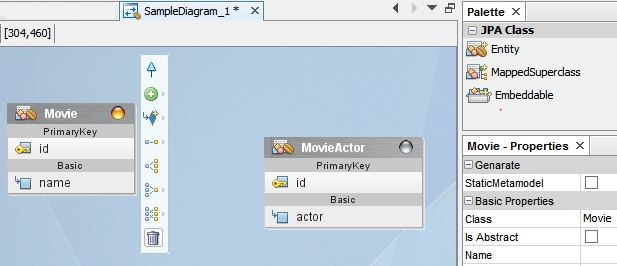 SampleDiagram_1 *
[304,460]
Movie
PrimaryKey
id
Basic
name
MovieActor
PrimaryKey
id
Basic
actor
Palette
JPA Class
Entity
MappedSuperclass
Embeddable
Movie - Properties
Genarate
StaticMetamodel
Basic Properties
Class Movie
Is Abstract
Name